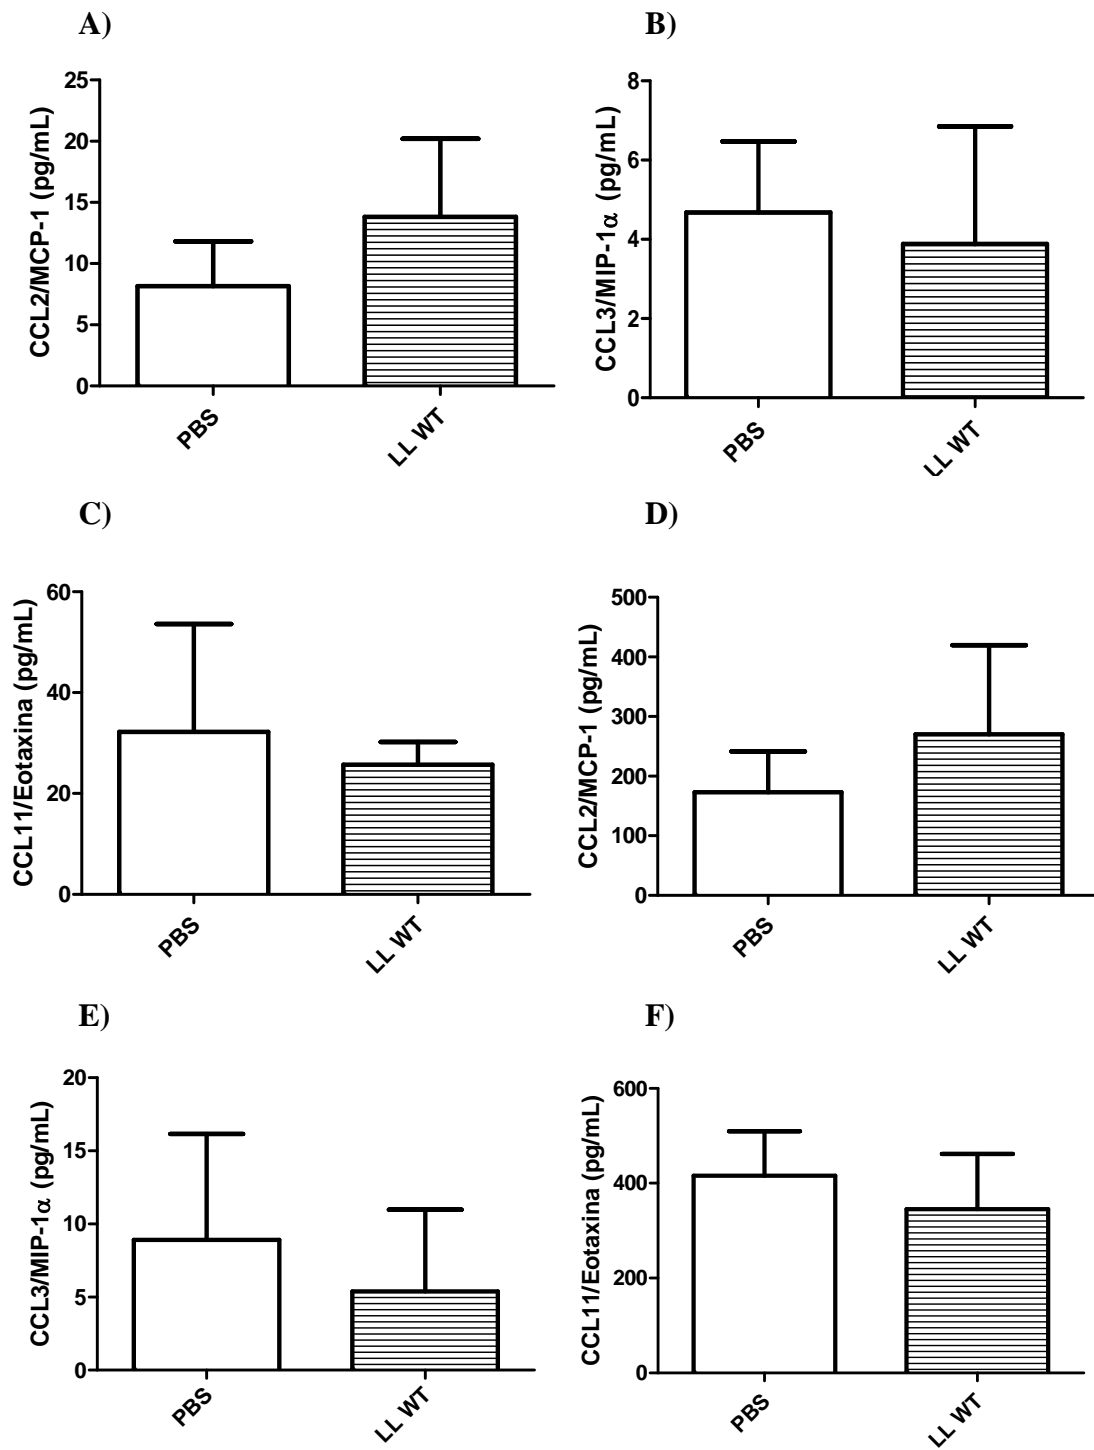 A)
B)
CCL2/MCP-1 (pg/mL)
25
20
15
10
5
0
PBS
LL WT
CCL3/MIP-1α (pg/mL)
8
6
4
2
0
PBS
LL WT
C)
D)
CCL11/Eotaxina (pg/mL)
60
40
20
0
PBS
LL WT
CCL2/MCP-1 (pg/mL)
500
400
300
200
100
0
PBS
LL WT
E)
F)
CCL3/MIP-1α (pg/mL)
20
15
10
5
0
PBS
LL WT
CCL11/Eotaxina (pg/mL)
600
400
200
0
PBS
LL WT